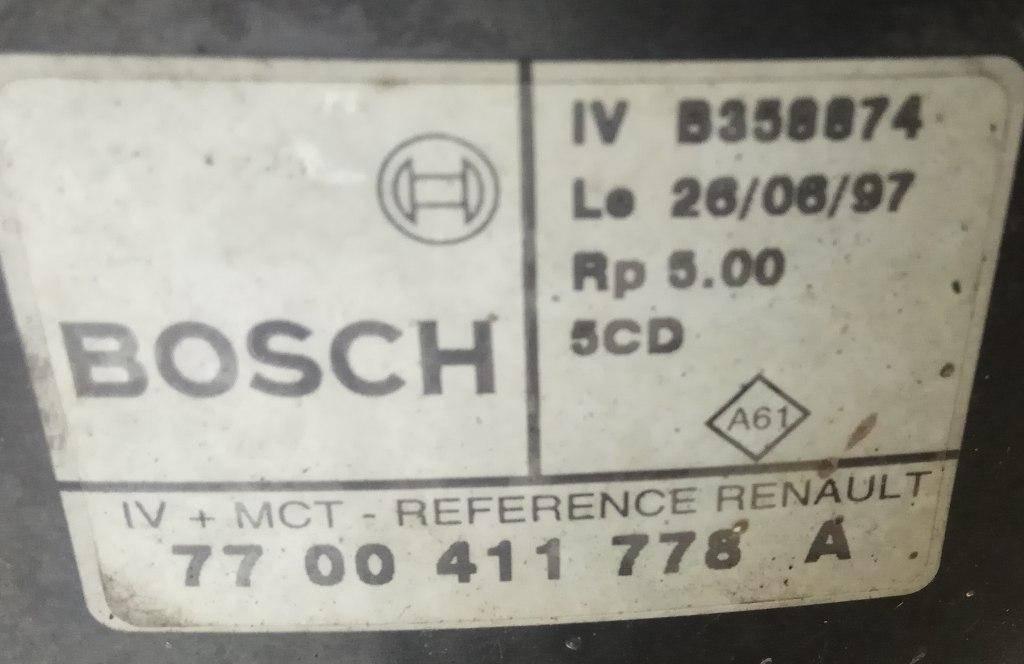 BOSCH
IV B358874
Le 26/06/97
Rp 5.00
5CD
A61
IV + MCT - REFERENCE RENAULT
77 00 411 778 A